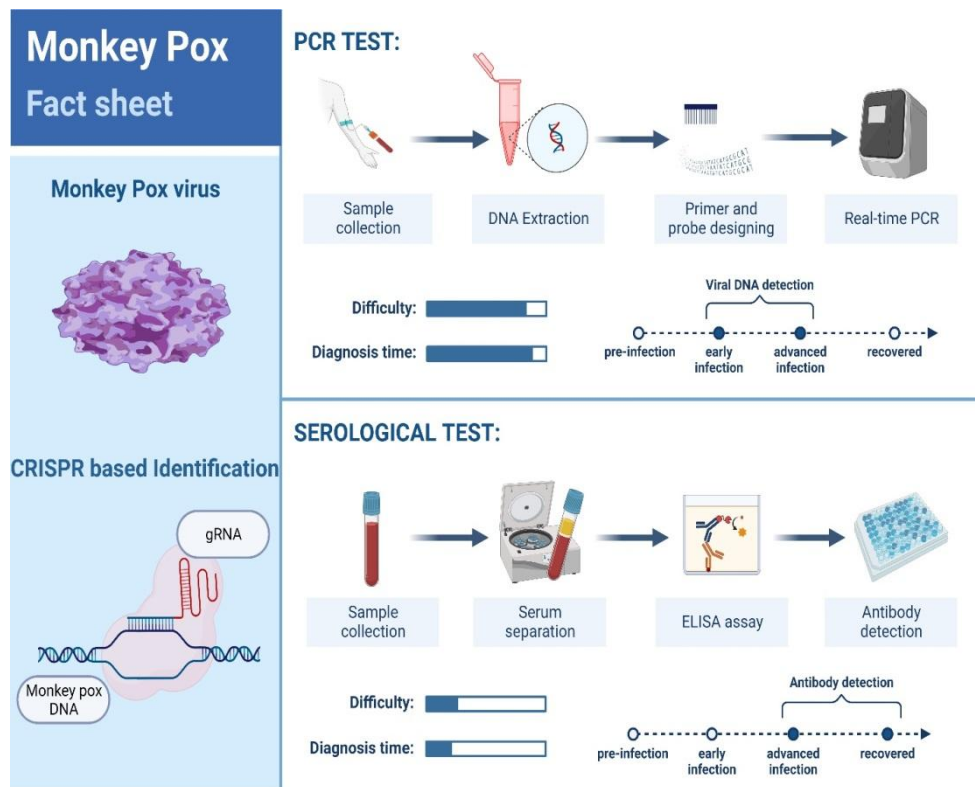 Monkey Pox
Fact sheet
Monkey Pox virus
CRISPR based Identification
gRNA
Monkey pox
DNA
PCR TEST:
Sample
collection
DNA Extraction
Primer and
probe designing
Real-time PCR
Difficulty:
Diagnosis time:
Viral DNA detection
pre-infection
early
infection
advanced
infection
recovered
SEROLOGICAL TEST:
Sample
collection
Serum
separation
ELISA assay
Antibody
detection
Difficulty:
Diagnosis time:
Antibody detection
pre-infection
early
infection
advanced
infection
recovered